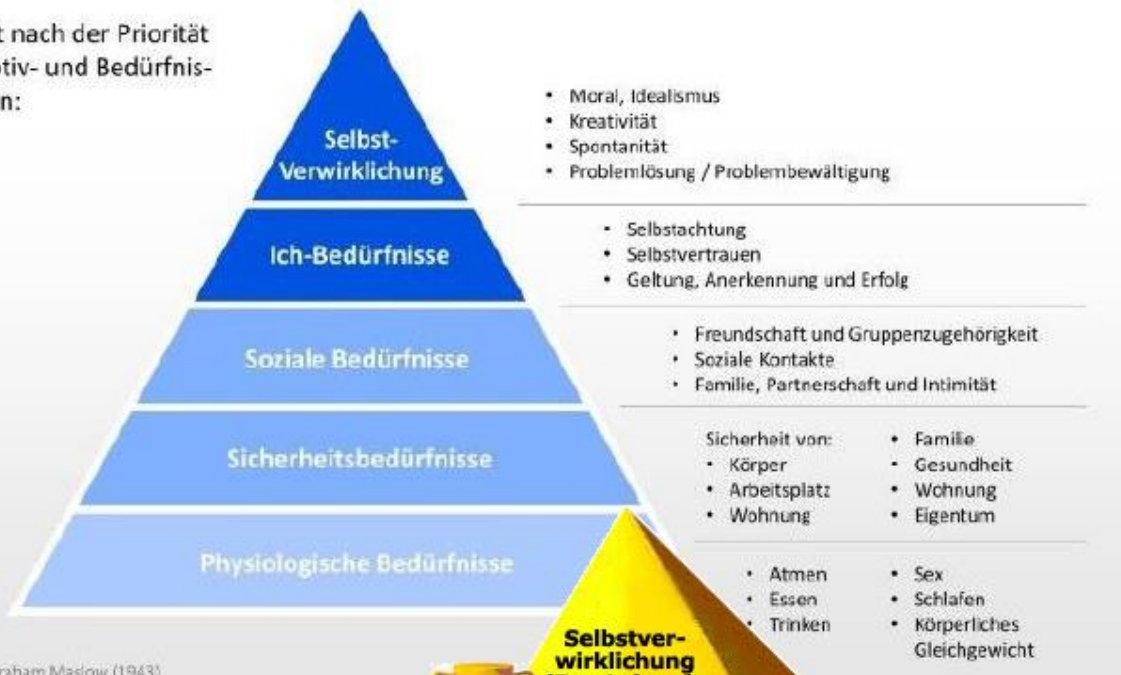 nach der Priorität
und Bedürfnis-
Selbst-
Verwirklichung
• Moral, Idealismus
• Kreativität
• Spontanität
• Problemlösung / Problembewältigung
Ich-Bedürfnisse
• Selbstachtung
• Selbstvertrauen
• Geltung, Anerkennung und Erfolg
Soziale Bedürfnisse
• Freundschaft und Gruppenzugehörigkeit
• Soziale Kontakte
• Familie, Partnerschaft und Intimität
Sicherheitsbedürfnisse
Sicherheit von:
• Körper
• Arbeitsplatz
• Wohnung
• Familie
• Gesundheit
• Wohnung
• Eigentum
Physiologische Bedürfnisse
• Atmen
• Essen
• Trinken
• Sex
• Schlafen
• Körperliches
Gleichgewicht
Selbstver-
wirklichung
Maslow (1943)